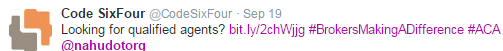 Code SixFour @CodeSixFour · Sep 19
Looking for qualified agents? bit.ly/2chWjjg #BrokersMakingADifference #ACA
@nahudotorg